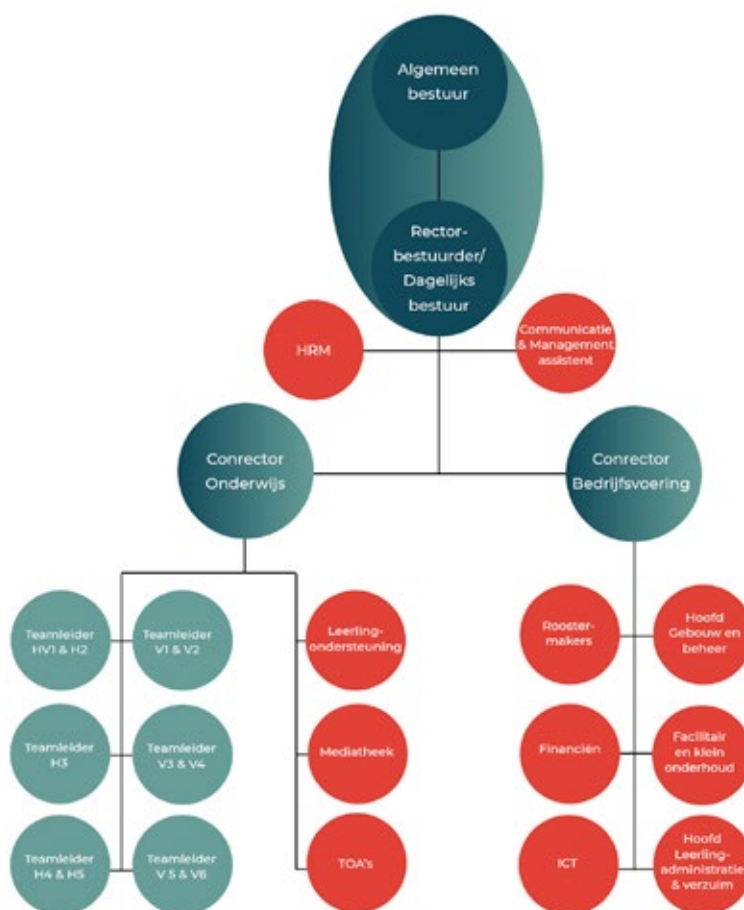 Algemeen
bestuur
Rector-
bestuurder/
Dagelijks
bestuur
HRM
Communicatie
& Management
assistent
Conrector
Onderwijs
Conrector
Bedrijfsvoering
Teamleider
HV1 & H2
Teamleider
V1 & V2
Leerling-
ondersteuning
Rooster-
makers
Hoofd
Gebouw en
beheer
Teamleider
H3
Teamleider
V3 & V4
Mediatheek
Financiën
Facilitair
en klein
onderhoud
Teamleider
H4 & H5
Teamleider
V 5 & V6
TOA's
ICT
Hoofd
Leerling-
administratie
& verzuim